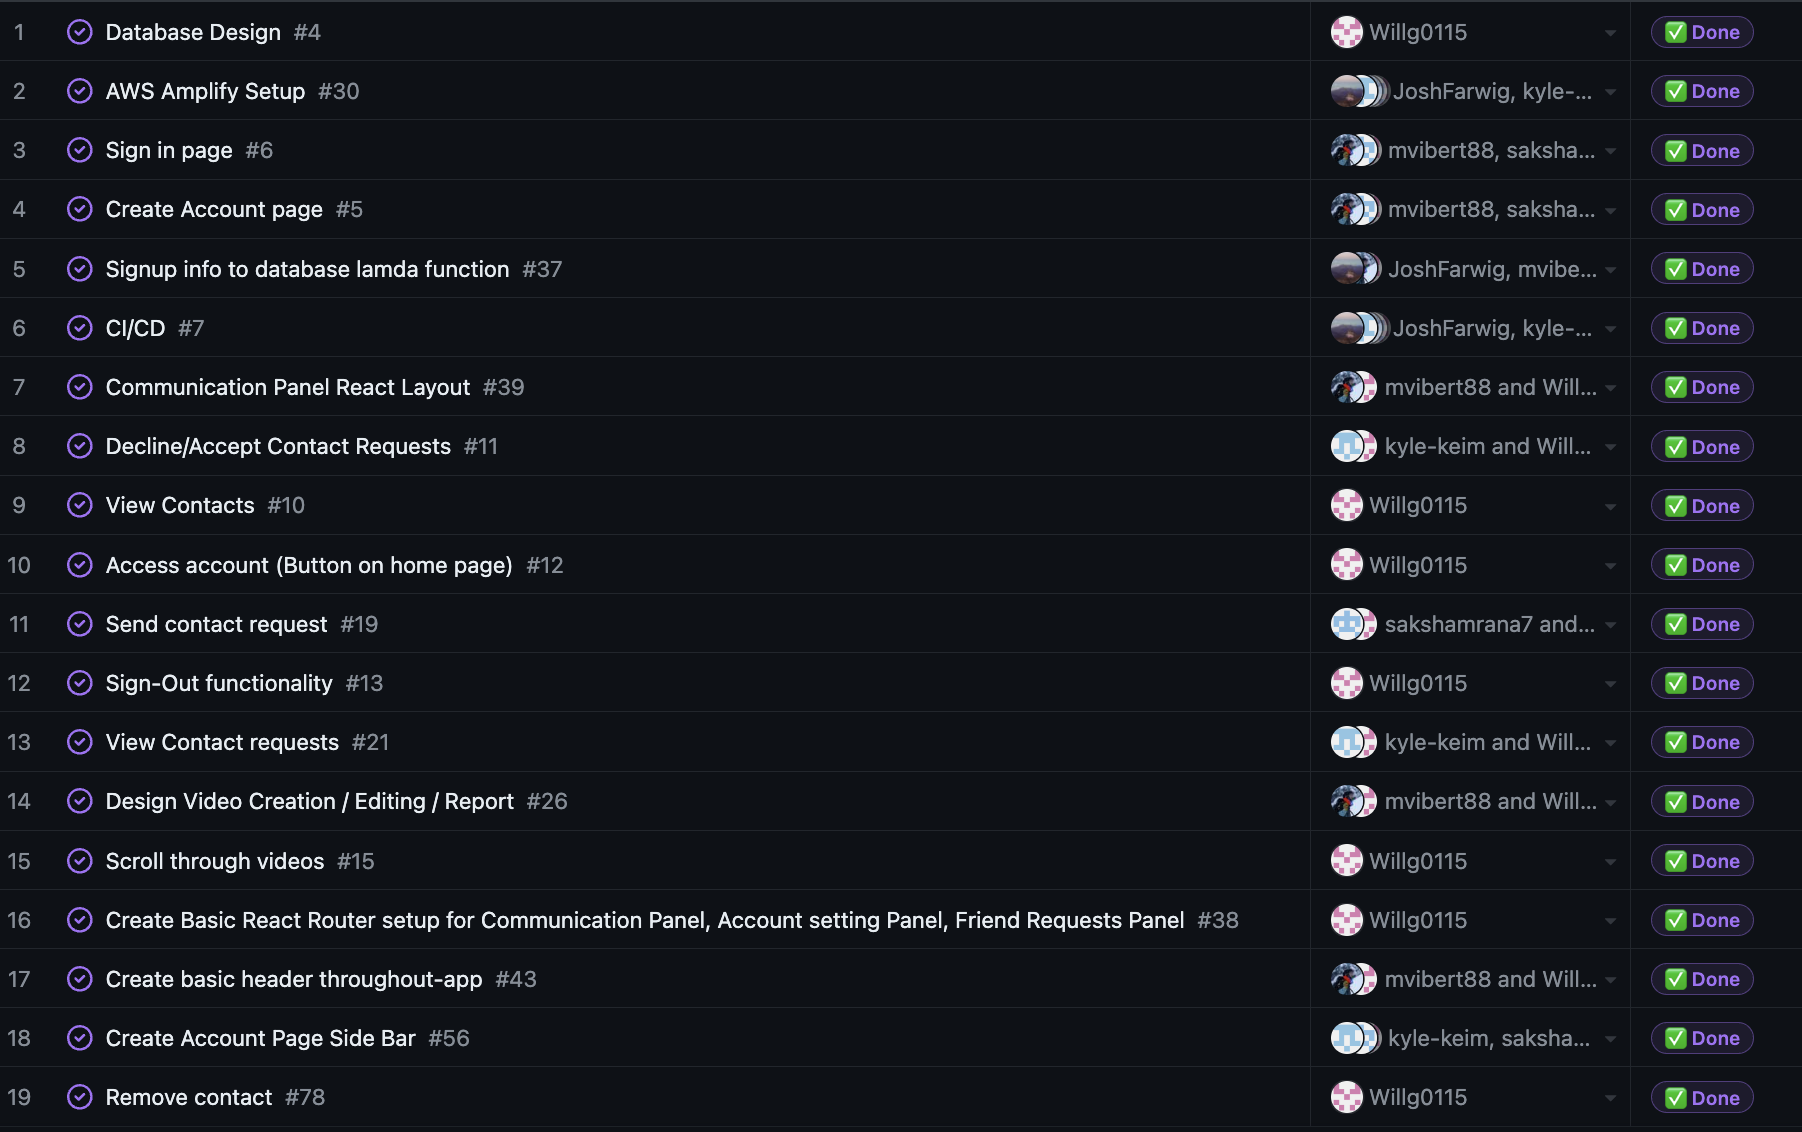 1 Database Design #4 Willg0115 ✅ Done
2 AWS Amplify Setup #30 JoshFarwig, kyle-... ✅ Done
3 Sign in page #6 mvibert88, saksha... ✅ Done
4 Create Account page #5 mvibert88, saksha... ✅ Done
5 Signup info to database lamda function #37 JoshFarwig, mvibe... ✅ Done
6 CI/CD #7 JoshFarwig, kyle-... ✅ Done
7 Communication Panel React Layout #39 mvibert88 and Will... ✅ Done
8 Decline/Accept Contact Requests #11 kyle-keim and Will... ✅ Done
9 View Contacts #10 Willg0115 ✅ Done
10 Access account (Button on home page) #12 Willg0115 ✅ Done
11 Send contact request #19 sakshamrana7 and... ✅ Done
12 Sign-Out functionality #13 Willg0115 ✅ Done
13 View Contact requests #21 kyle-keim and Will... ✅ Done
14 Design Video Creation / Editing / Report #26 mvibert88 and Will... ✅ Done
15 Scroll through videos #15 Willg0115 ✅ Done
16 Create Basic React Router setup for Communication Panel, Account setting Panel, Friend Requests Panel #38 Willg0115 ✅ Done
17 Create basic header throughout-app #43 mvibert88 and Will... ✅ Done
18 Create Account Page Side Bar #56 kyle-keim, saksha... ✅ Done
19 Remove contact #78 Willg0115 ✅ Done